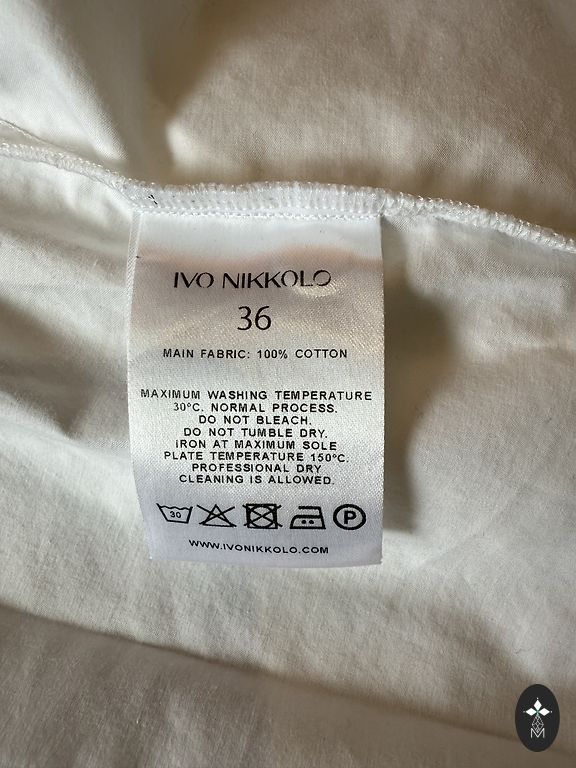 IVO NIKKOLO
36
MAIN FABRIC: 100% COTTON
MAXIMUM WASHING TEMPERATURE
30°C. NORMAL PROCESS.
DO NOT BLEACH.
DO NOT TUMBLE DRY.
IRON AT MAXIMUM SOLE
PLATE TEMPERATURE 150°C.
PROFESSIONAL DRY
CLEANING IS ALLOWED.
30 P
WWW.IVONIKKOLO.COM
M